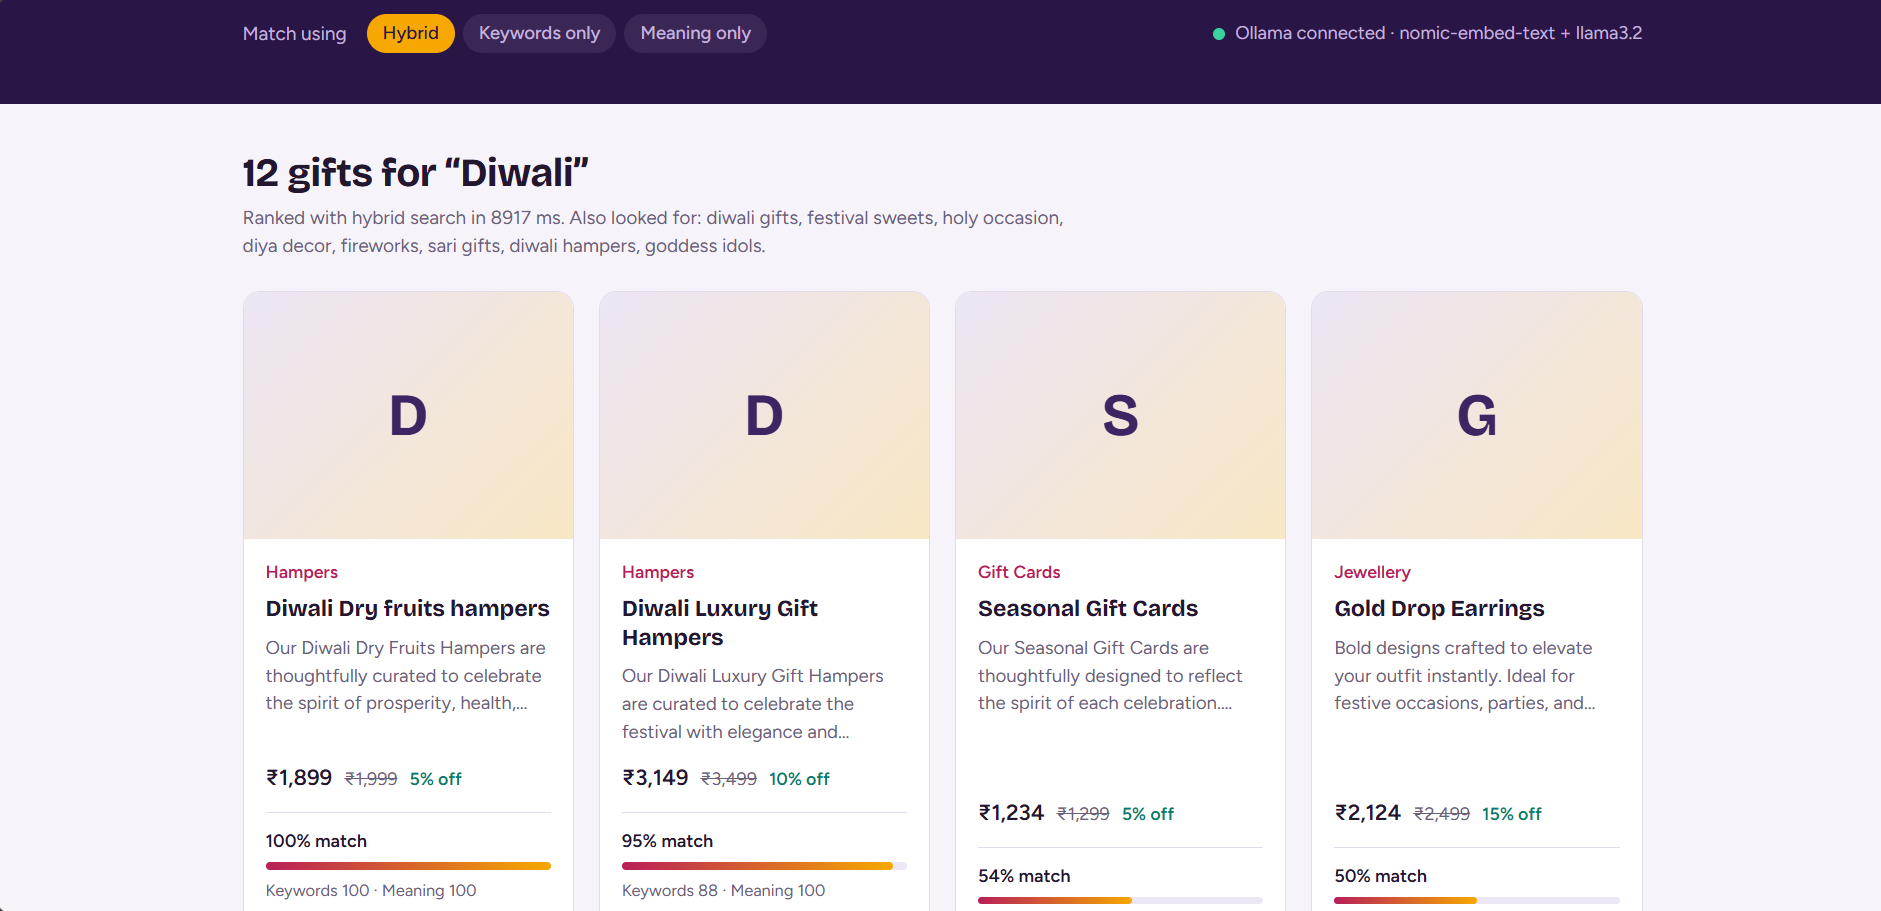 Match using Hybrid Keywords only Meaning only Ollama connected · nomic-embed-text + llama3.2
12 gifts for “Diwali”
Ranked with hybrid search in 8917 ms. Also looked for: diwali gifts, festival sweets, holy occasion,
diya decor, fireworks, sari gifts, diwali hampers, goddess idols.
D
Hampers
Diwali Dry fruits hampers
Our Diwali Dry Fruits Hampers are
thoughtfully curated to celebrate
the spirit of prosperity, health,...
₹1,899 ₹1,999 5% off
100% match
Keywords 100 · Meaning 100
D
Hampers
Diwali Luxury Gift
Hampers
Our Diwali Luxury Gift Hampers
are curated to celebrate the
festival with elegance and...
₹3,149 ₹3,499 10% off
95% match
Keywords 88 · Meaning 100
S
Gift Cards
Seasonal Gift Cards
Our Seasonal Gift Cards are
thoughtfully designed to reflect
the spirit of each celebration....
₹1,234 ₹1,299 5% off
54% match
G
Jewellery
Gold Drop Earrings
Bold designs crafted to elevate
your outfit instantly. Ideal for
festive occasions, parties, and...
₹2,124 ₹2,499 15% off
50% match